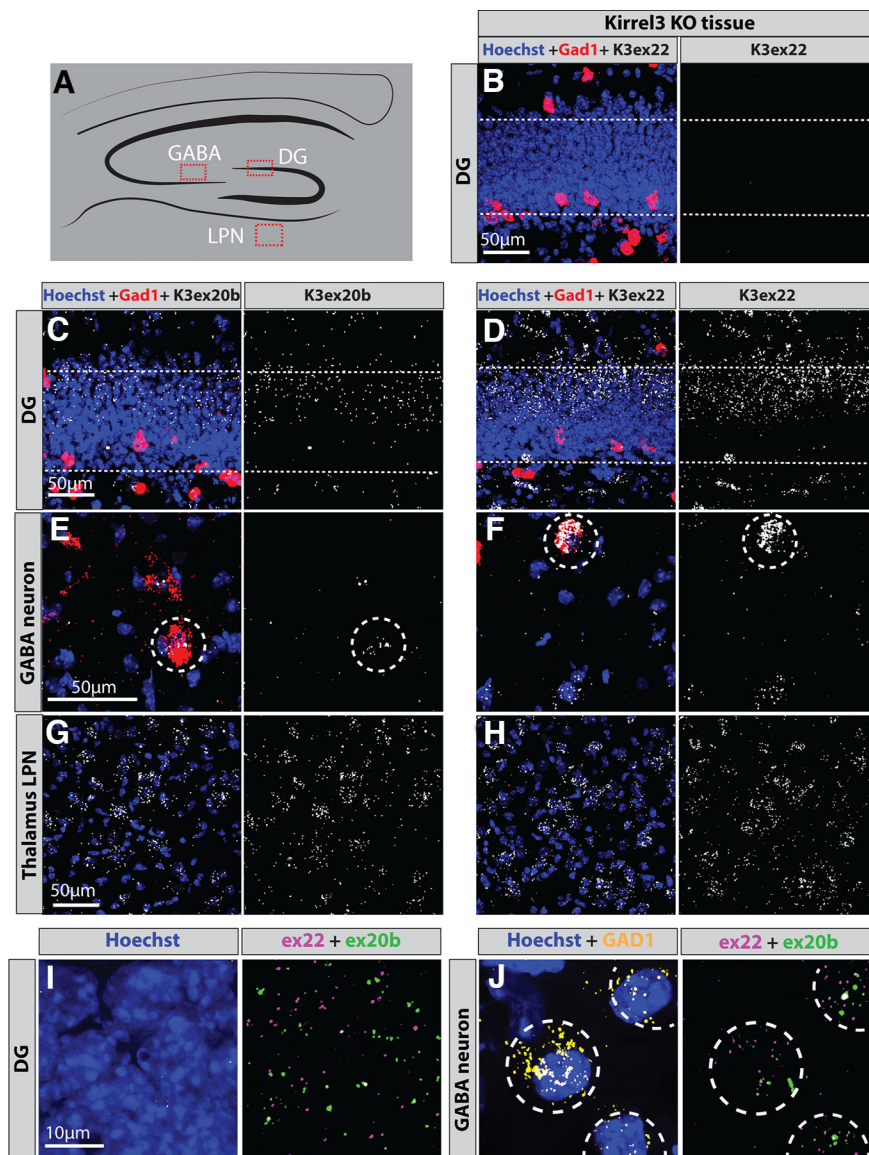 Kirrel3 KO tissue
Hoechst +Gad1+ K3ex22 K3ex22
A
GABA DG
LPN
B
DG
50µm
Hoechst +Gad1+ K3ex20b K3ex20b
Hoechst +Gad1+ K3ex22 K3ex22
C
DG
50µm
D
E
GABA neuron
50µm
F
G
Thalamus LPN
50µm
H
Hoechst ex22 + ex20b
Hoechst + GAD1 ex22 + ex20b
I
DG
10µm
J
GABA neuron